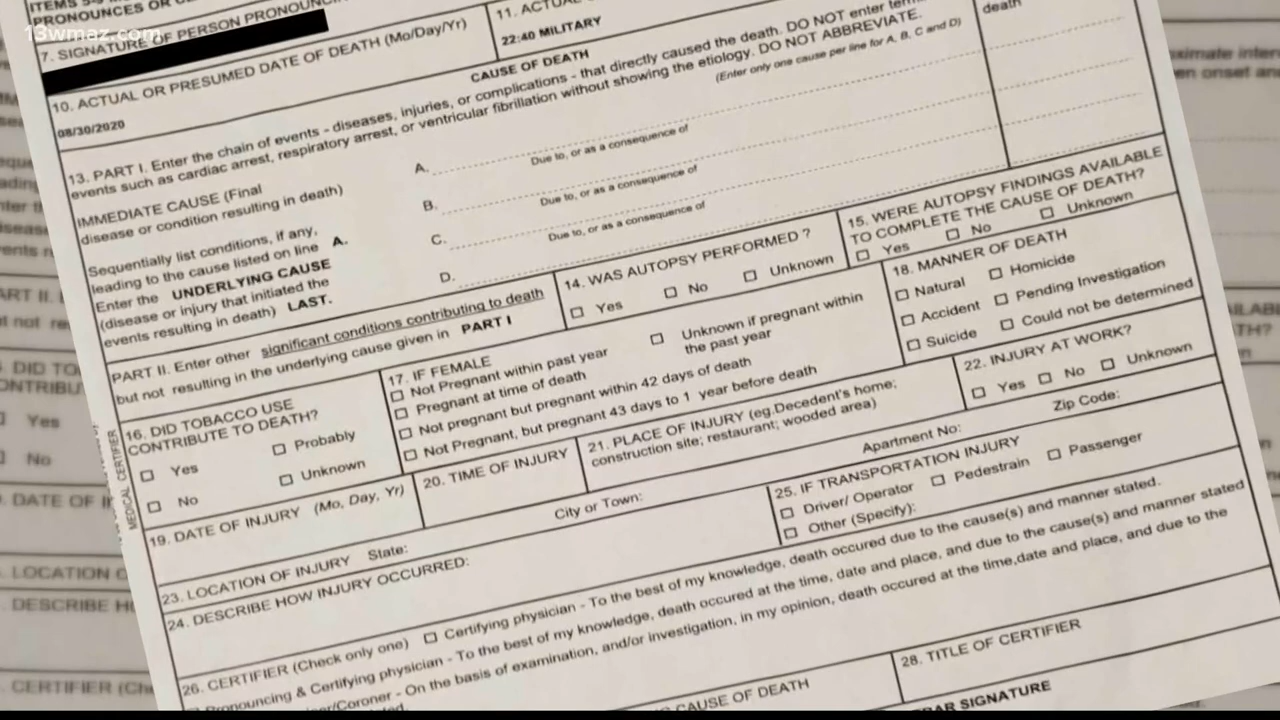 13wmaz.com
ITEMS
PRONOUNCES OR
7. SIGNATURE OF PERSON
10. ACTUAL OR PRESUMED DATE OF DEATH (Mo/Day/Yr)
08/30/2020
11. ACTUAL
22:40 MILITARY
CAUSE OF DEATH
13. PART I. Enter the chain of events - diseases, injuries, or complications - that directly caused the death. DO NOT enter
events such as cardiac arrest, respiratory arrest, or ventricular fibrillation without showing the etiology. DO NOT ABBREVIATE.
(Enter only one cause per line for A, B, C and D)
death
IMMEDIATE CAUSE (Final
disease or condition resulting in death)
Sequentially list conditions, if any,
leading to the cause listed on line A.
Enter the UNDERLYING CAUSE
(disease or injury that initiated the
events resulting in death) LAST.
A.
Due to, or as a consequence of
B.
Due to, or as a consequence of
C.
Due to, or as a consequence of
D.
PART II. Enter other significant conditions contributing to death
but not resulting in the underlying cause given in PART I
14. WAS AUTOPSY PERFORMED ?
Yes No Unknown
15. WERE AUTOPSY FINDINGS AVAILABLE
TO COMPLETE THE CAUSE OF DEATH?
Yes No Unknown
16. DID TOBACCO USE
CONTRIBUTE TO DEATH?
Yes Probably
No Unknown
17. IF FEMALE
Not Pregnant within past year
Pregnant at time of death
Not pregnant but pregnant within 42 days of death
Not Pregnant, but pregnant 43 days to 1 year before death
Unknown if pregnant within
the past year
18. MANNER OF DEATH
Natural Homicide
Accident Pending Investigation
Suicide Could not be determined
19. DATE OF INJURY (Mo, Day, Yr)
20. TIME OF INJURY
21. PLACE OF INJURY (eg.Decedent's home;
construction site; restaurant; wooded area)
22. INJURY AT WORK?
Yes No Unknown
23. LOCATION OF INJURY State: City or Town: Apartment No: Zip Code:
24. DESCRIBE HOW INJURY OCCURRED:
25. IF TRANSPORTATION INJURY
Driver/ Operator Pedestrain Passenger
Other (Specify):
26. CERTIFIER (Check only one) Certifying physician - To the best of my knowledge, death occured due to the cause(s) and manner stated.
Pronouncing & Certifying physician - To the best of my knowledge, death occured at the time, date and place, and due to the cause(s) and manner stated
/Coroner - On the basis of examination, and/or investigation, in my opinion, death occured at the time,date and place, and due to the
CAUSE OF DEATH
28. TITLE OF CERTIFIER
SIGNATURE
MEDICAL CERTIFIER
Yes
No